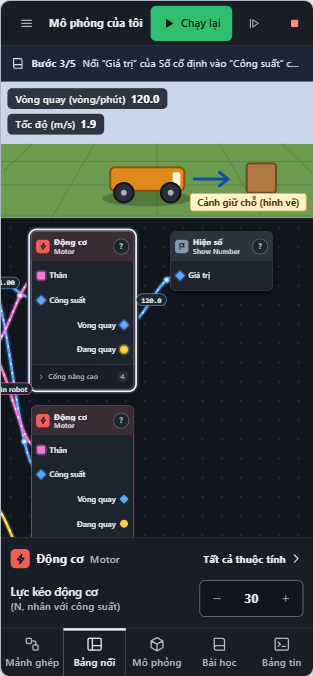 Mô phỏng của tôi
Chạy lại
Bước 3/5 Nối “Giá trị” của Số cố định vào “Công suất” c...
Vòng quay (vòng/phút) 120.0
Tốc độ (m/s) 1.9
Cảnh giữ chỗ (hình vẽ)
Động cơ
Motor
?
Hiện số
Show Number
?
Thân
Giá trị
1.00
Công suất
120.0
Vòng quay
Đang quay
Cổng nâng cao 4
in robot
Động cơ
Motor
?
Thân
Công suất
Vòng quay
Đang quay
Động cơ Motor
Tất cả thuộc tính
Lực kéo động cơ
(N, nhân với công suất)
− 30 +
Mảnh ghép
Bảng nối
Mô phỏng
Bài học
Bảng tin